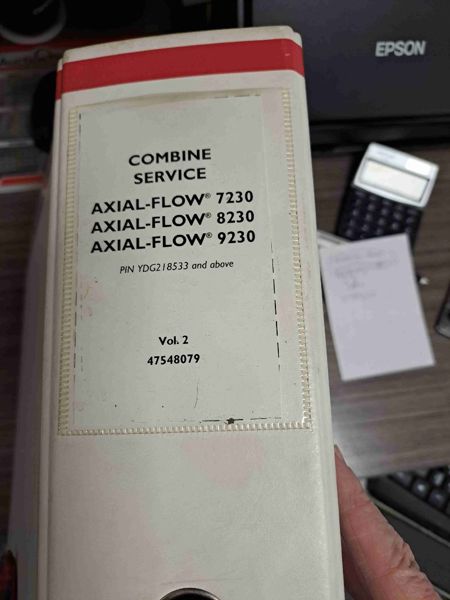 EPSON
COMBINE
SERVICE
AXIAL-FLOW® 7230
AXIAL-FLOW® 8230
AXIAL-FLOW® 9230
PIN YDG218533 and above
Vol. 2
47548079